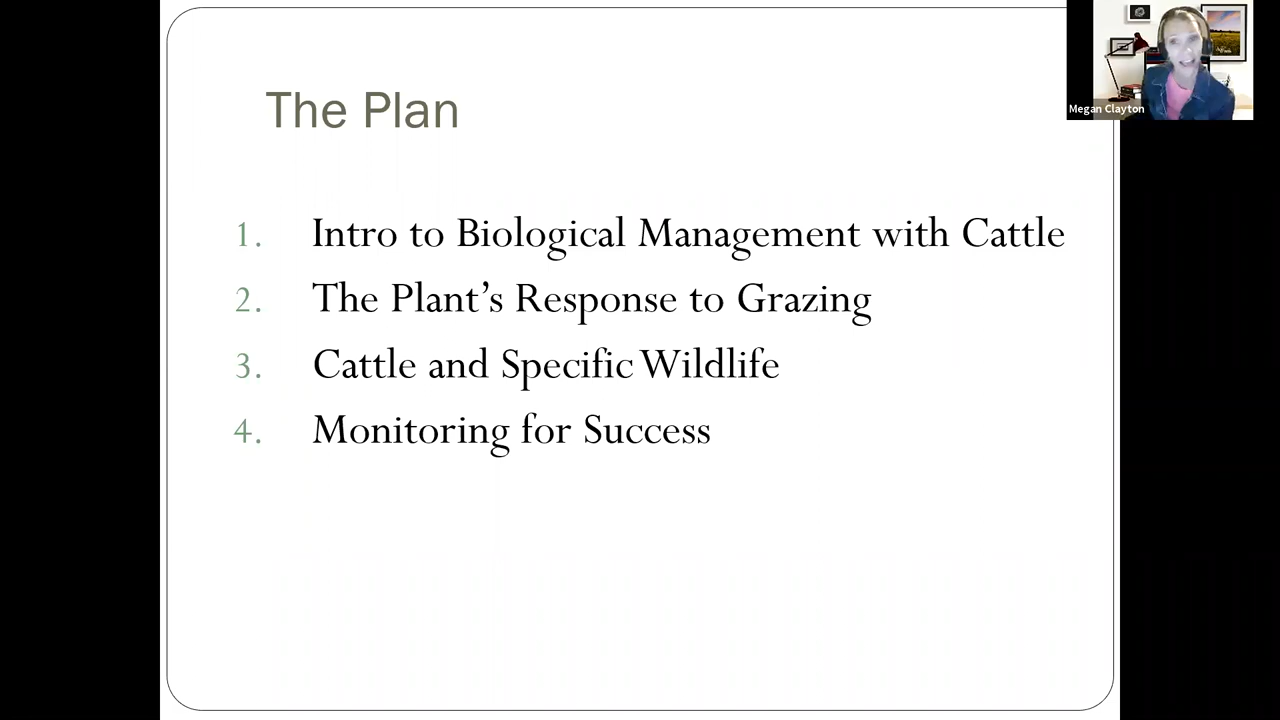 The Plan
Megan Clayton
1. Intro to Biological Management with Cattle
2. The Plant’s Response to Grazing
3. Cattle and Specific Wildlife
4. Monitoring for Success